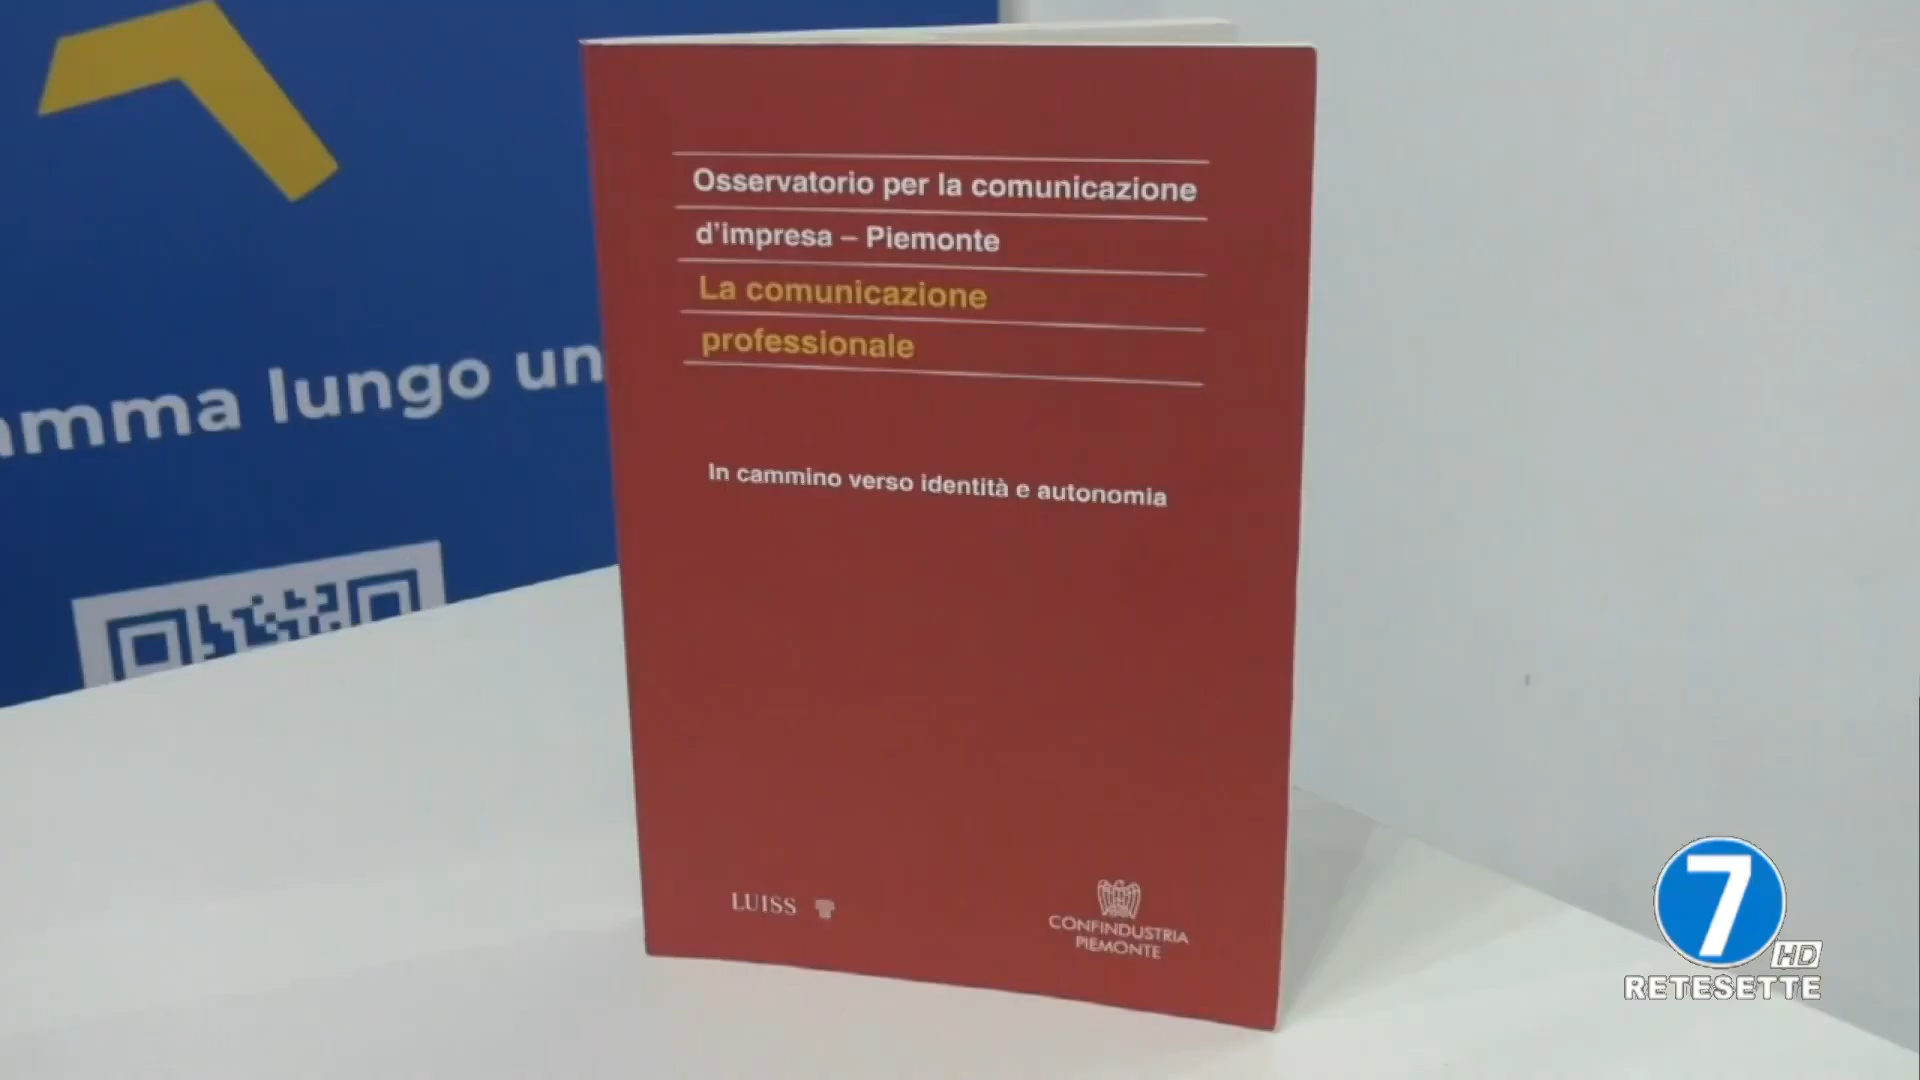 lungo un
Osservatorio per la comunicazione
d'impresa – Piemonte
La comunicazione
professionale
In cammino verso identità e autonomia
LUISS
CONFINDUSTRIA
PIEMONTE
7
HD
RETESETTE